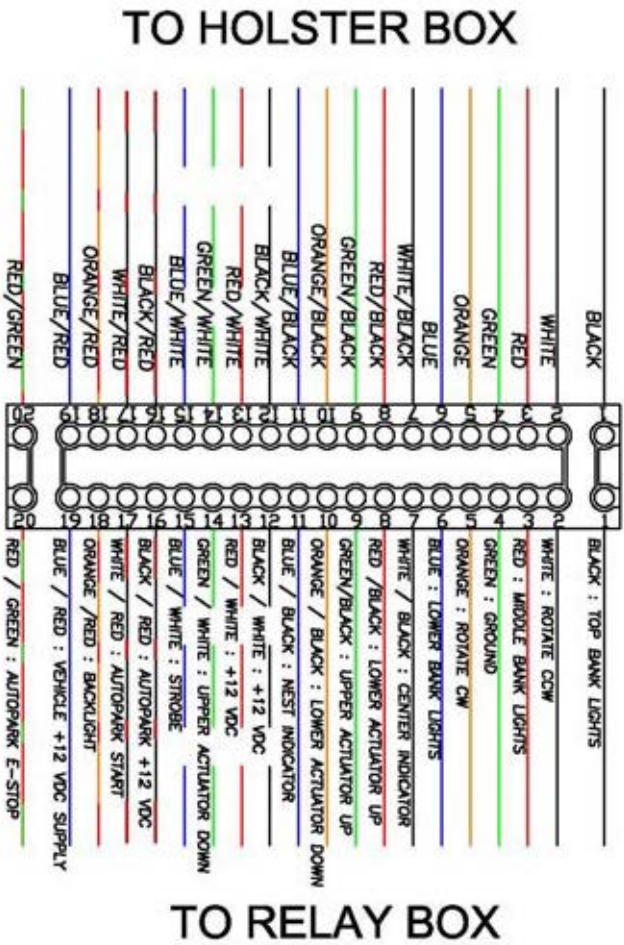 TO HOLSTER BOX
RED/GREEN
BLUE/RED
ORANGE/RED
WHITE/RED
BLACK/RED
BLUE/WHITE
GREEN/WHITE
RED/WHITE
BLACK/WHITE
BLUE/BLACK
ORANGE/BLACK
GREEN/BLACK
RED/BLACK
WHITE/BLACK
BLUE
ORANGE
GREEN
RED
WHITE
BLACK
20 19 18 17 16 15 14 13 12 11 10 9 8 7 6 5 4 3 2 1
20 19 18 17 16 15 14 13 12 11 10 9 8 7 6 5 4 3 2 1
RED / GREEN : AUTOPARK E-STOP
BLUE / RED : VEHICLE +12 VDC SUPPLY
ORANGE /RED : BACKLIGHT
WHITE / RED : AUTOPARK START
BLACK / RED : AUTOPARK +12 VDC
BLUE / WHITE : STROBE
GREEN / WHITE : UPPER ACTUATOR DOWN
RED / WHITE : +12 VDC
BLACK / WHITE : +12 VDC
BLUE / BLACK : NEST INDICATOR
ORANGE / BLACK : LOWER ACTUATOR DOWN
GREEN/BLACK : UPPER ACTUATOR UP
RED /BLACK : LOWER ACTUATOR UP
WHITE / BLACK : CENTER INDICATOR
BLUE : LOWER BANK LIGHTS
ORANGE : ROTATE CW
GREEN : GROUND
RED : MIDDLE BANK LIGHTS
WHITE : ROTATE CCW
BLACK : TOP BANK LIGHTS
TO RELAY BOX